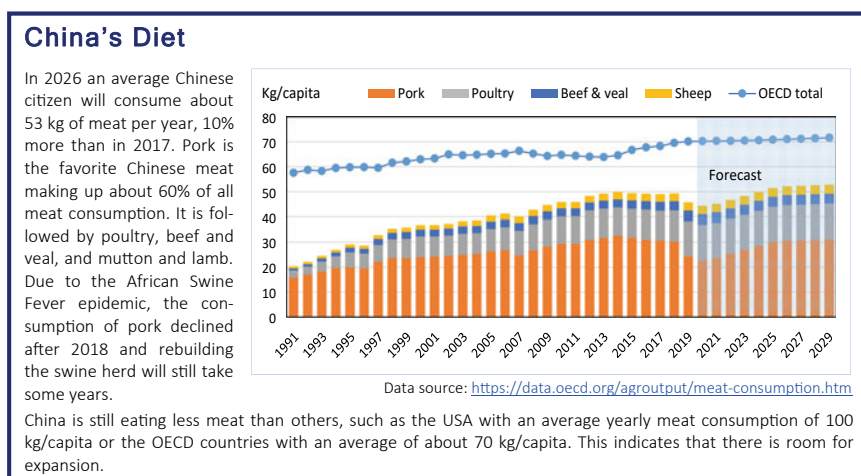 China's Diet
In 2026 an average Chinese
citizen will consume about
53 kg of meat per year, 10%
more than in 2017. Pork is
the favorite Chinese meat
making up about 60% of all
meat consumption. It is fol-
lowed by poultry, beef and
veal, and mutton and lamb.
Due to the African Swine
Fever epidemic, the con-
sumption of pork declined
after 2018 and rebuilding
the swine herd will still take
some years.
Kg/capita Pork Poultry Beef & veal Sheep OECD total
80
70
60
50
40
30
20
10
0
Forecast
1991 1993 1995 1997 1999 2001 2003 2005 2007 2009 2011 2013 2015 2017 2019 2021 2023 2025 2027 2029
Data source: https://data.oecd.org/agroutput/meat-consumption.htm
China is still eating less meat than others, such as the USA with an average yearly meat consumption of 100
kg/capita or the OECD countries with an average of about 70 kg/capita. This indicates that there is room for
expansion.